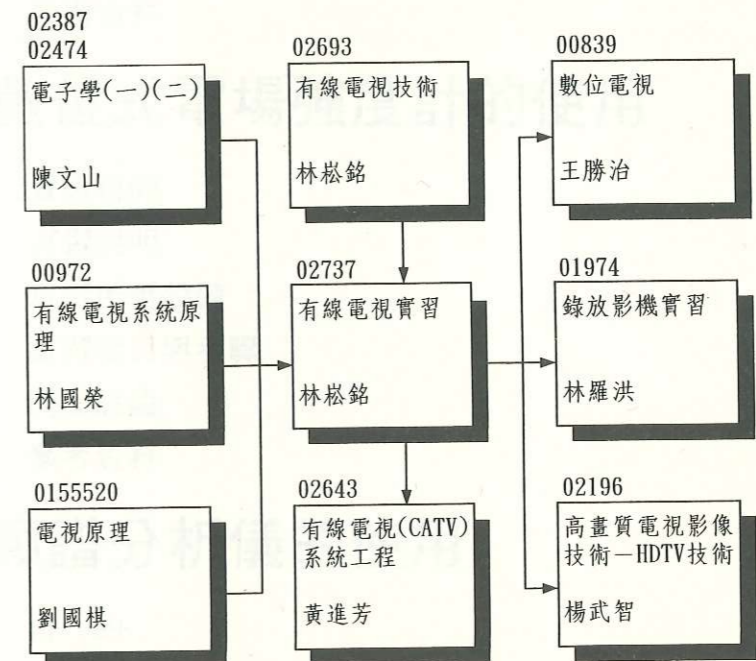 02387
02474
電子學(一)(二)
陳文山
02693
有線電視技術
林崧銘
00839
數位電視
王勝治
00972
有線電視系統原
理
林國榮
02737
有線電視實習
林崧銘
01974
錄放影機實習
林羅洪
0155520
電視原理
劉國棋
02643
有線電視(CATV)
系統工程
黃進芳
02196
高畫質電視影像
技術－HDTV技術
楊武智